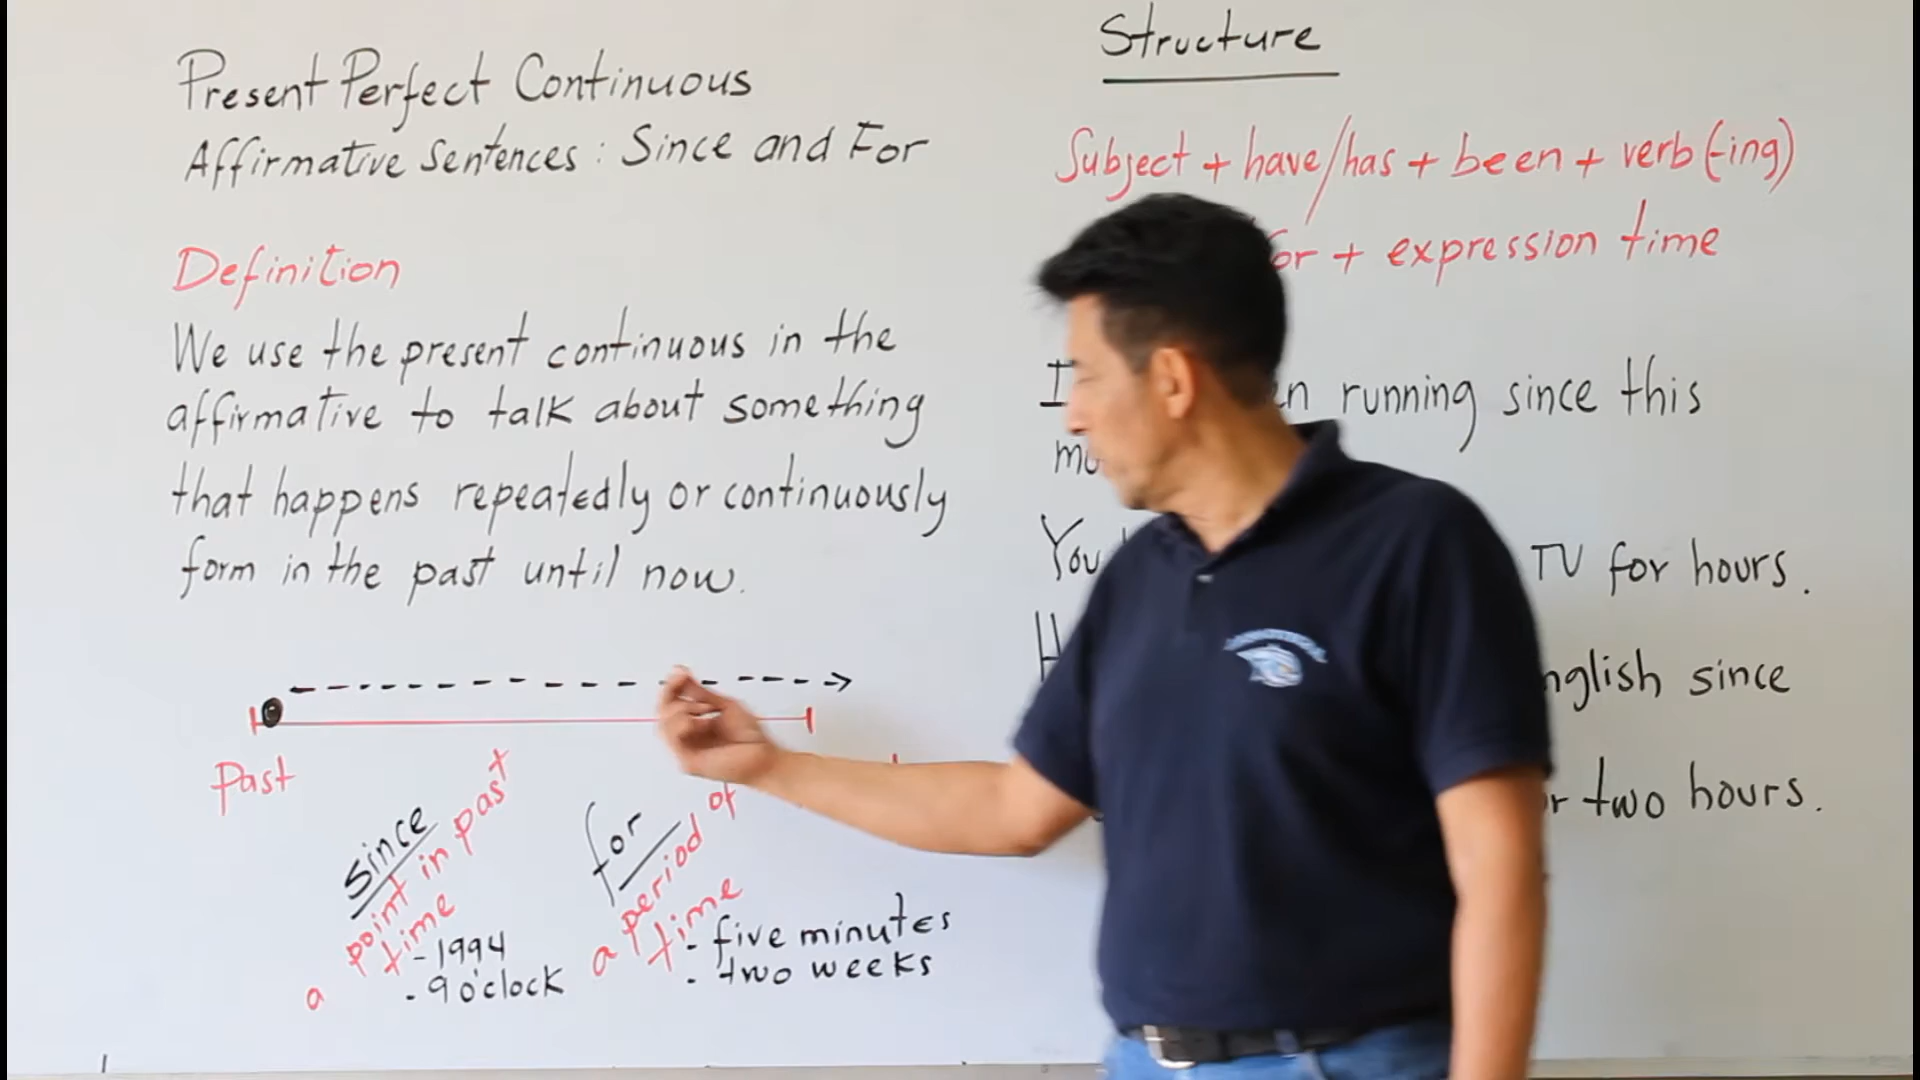 Present Perfect Continuous
Affirmative Sentences: Since and For
Definition
We use the present continuous in the
affirmative to talk about something
that happens repeatedly or continuously
form in the past until now.
Past
since
a point in past
time
- 1994
- 9 o'clock
for
a period of
time
- five minutes
- two weeks
Structure
Subject + have/has + been + verb (-ing)
or + expression time
I n running since this
mo
You TV for hours.
H nglish since
r two hours.